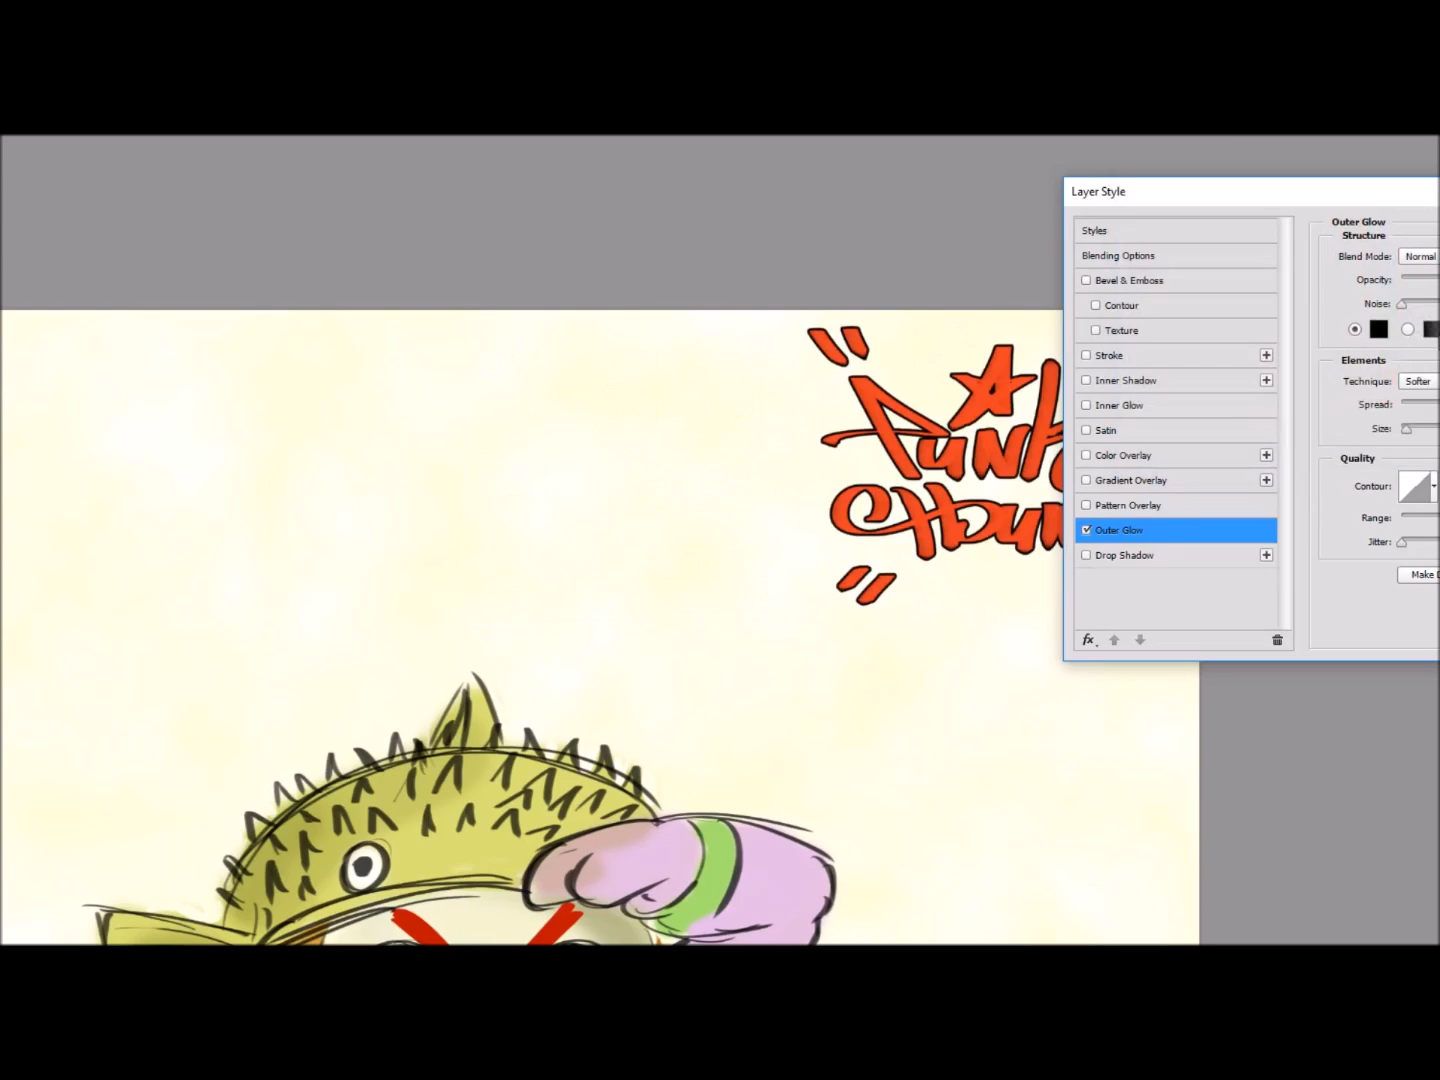 Layer Style
Styles
Blending Options
Bevel & Emboss
Contour
Texture
Stroke
Inner Shadow
Inner Glow
Satin
Color Overlay
Gradient Overlay
Pattern Overlay
Outer Glow
Drop Shadow
fx
Outer Glow
Structure
Blend Mode: Normal
Opacity:
Noise:
Elements
Technique: Softer
Spread:
Size:
Quality
Contour:
Range:
Jitter:
Make